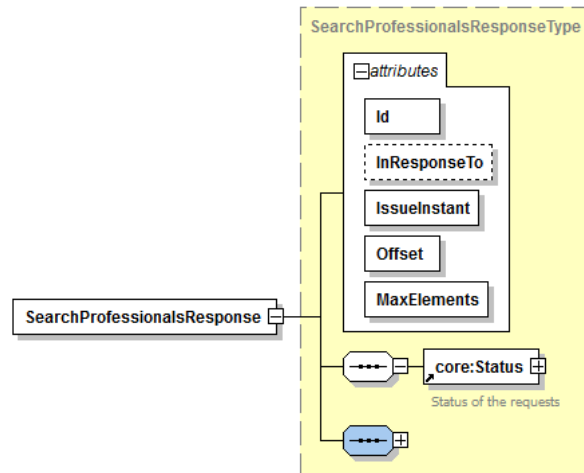 SearchProfessionalsResponseType
attributes
Id
InResponseTo
IssueInstant
Offset
MaxElements
SearchProfessionalsResponse
core:Status
Status of the requests